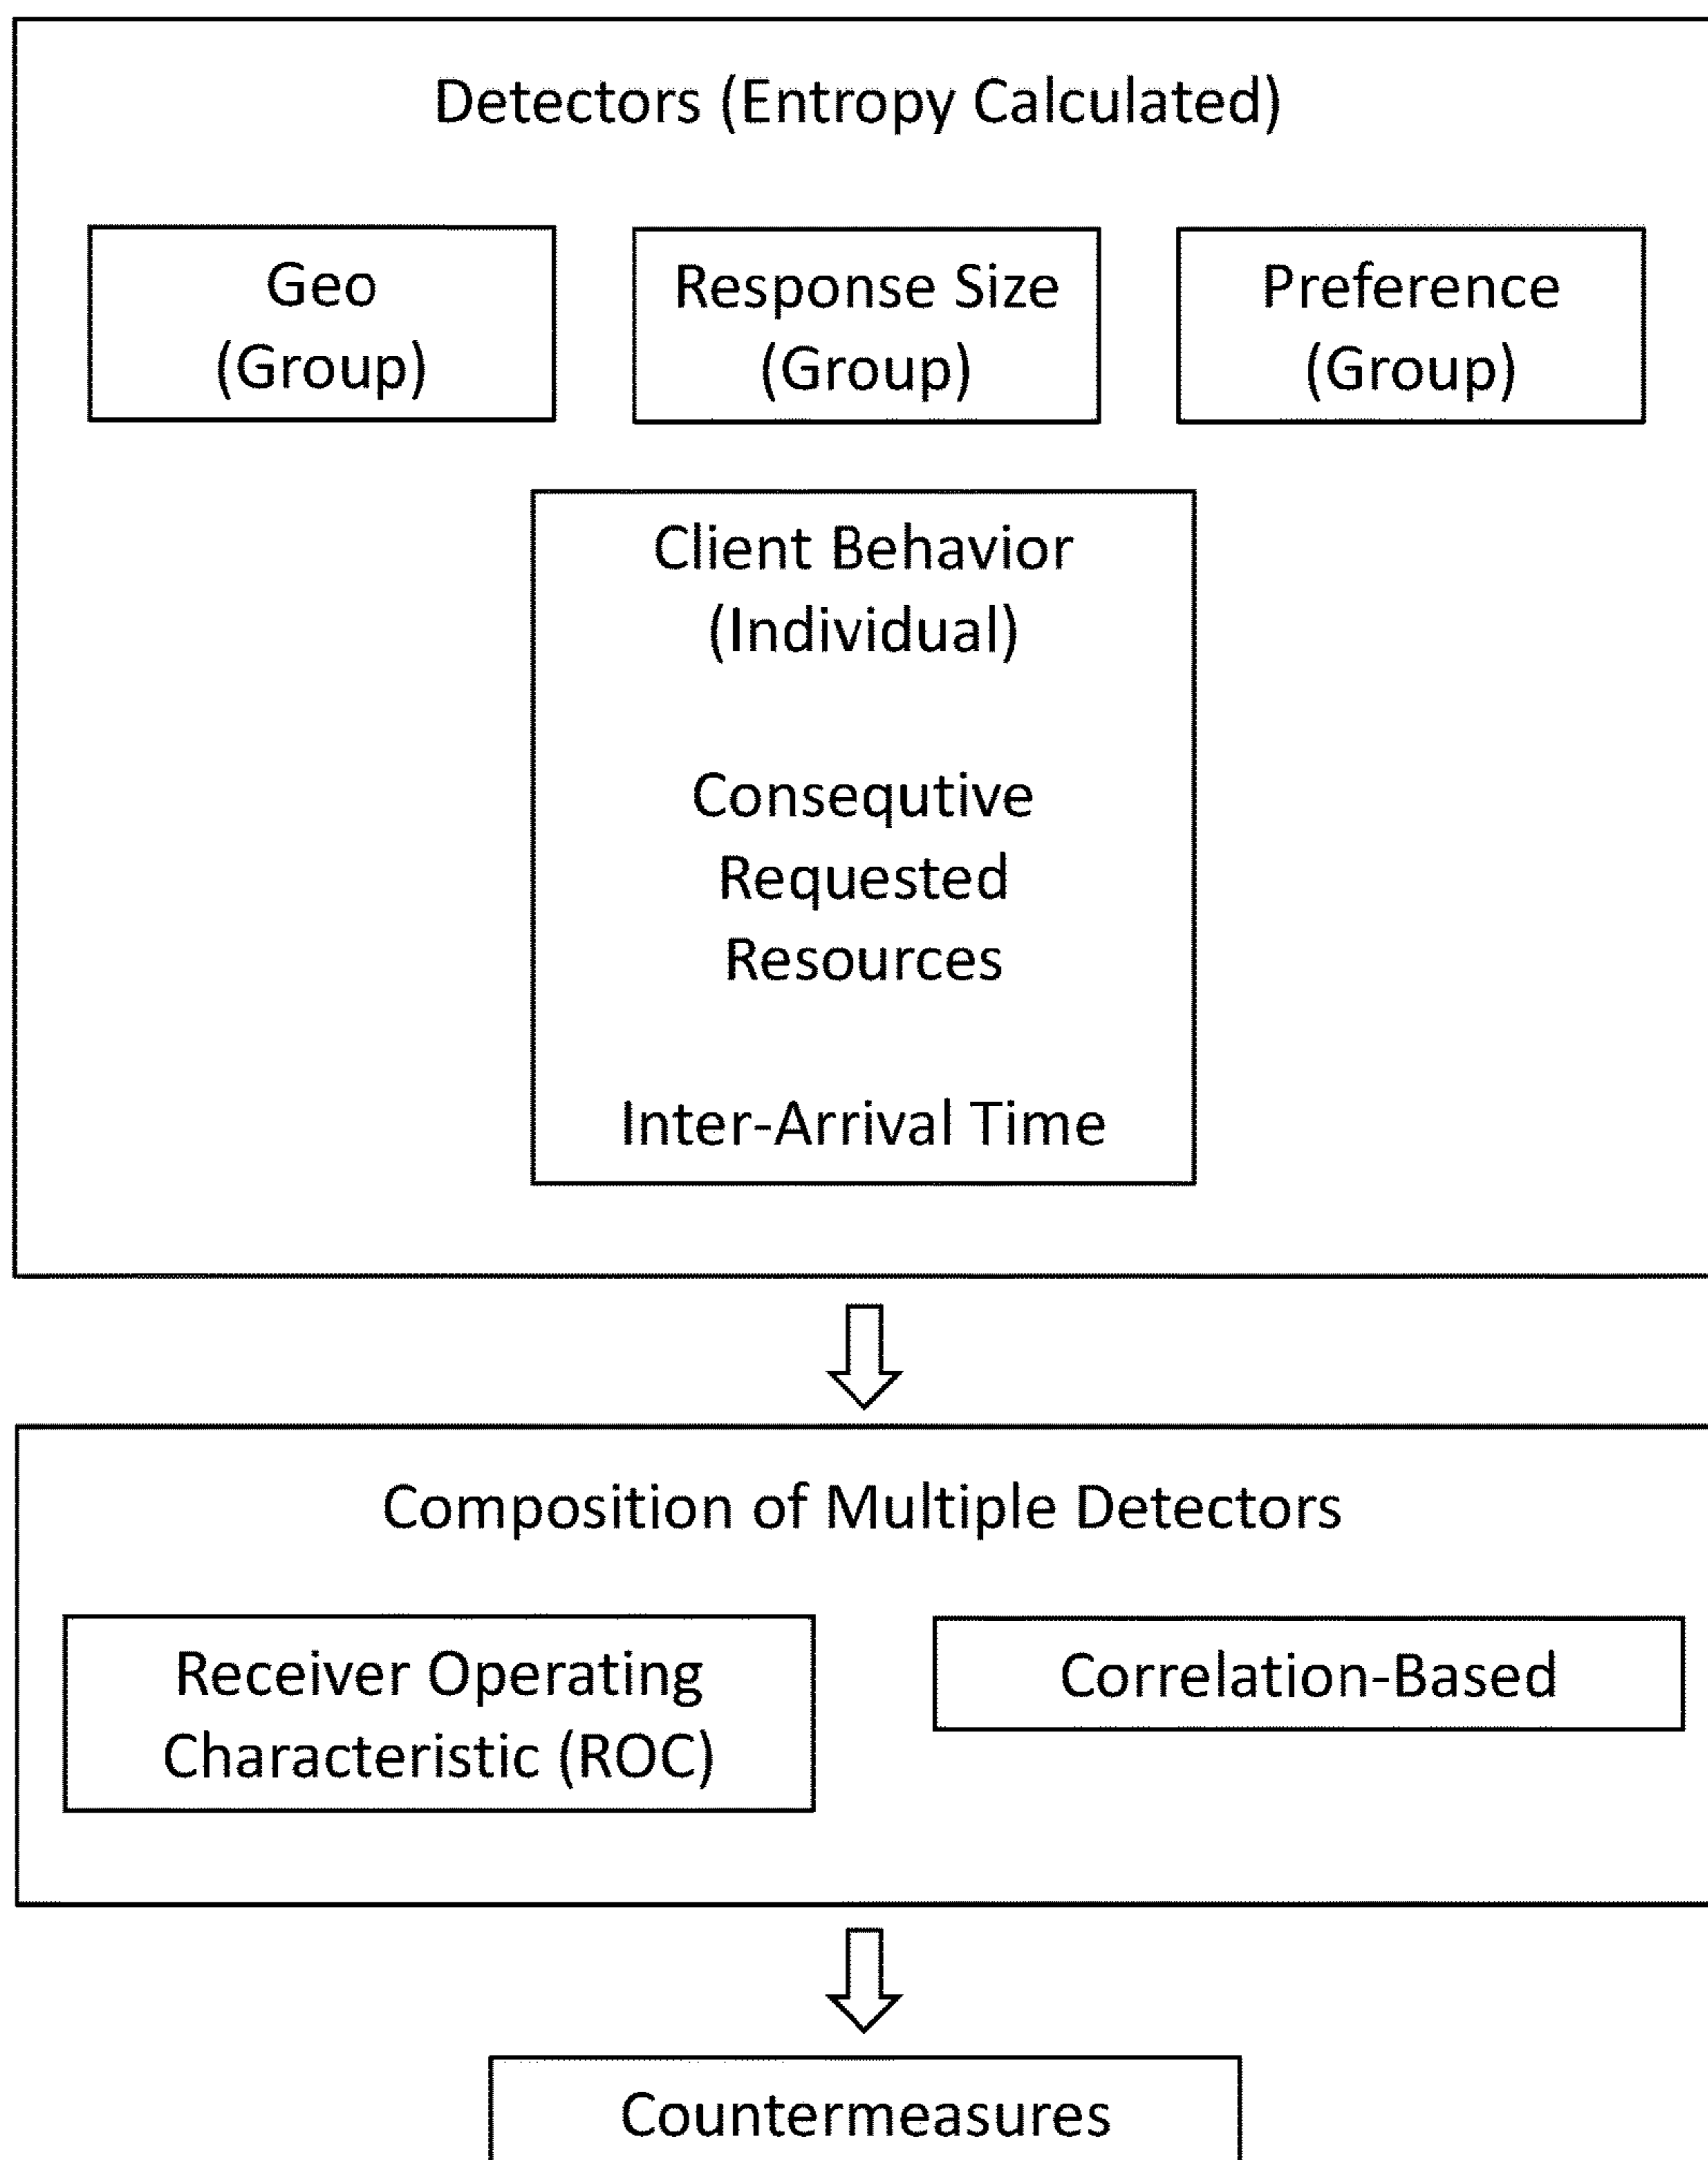 Detectors (Entropy Calculated)
Geo
(Group)
Response Size
(Group)
Preference
(Group)
Client Behavior
(Individual)
Consequtive
Requested
Resources
Inter-Arrival Time
Composition of Multiple Detectors
Receiver Operating
Characteristic (ROC)
Correlation-Based
Countermeasures